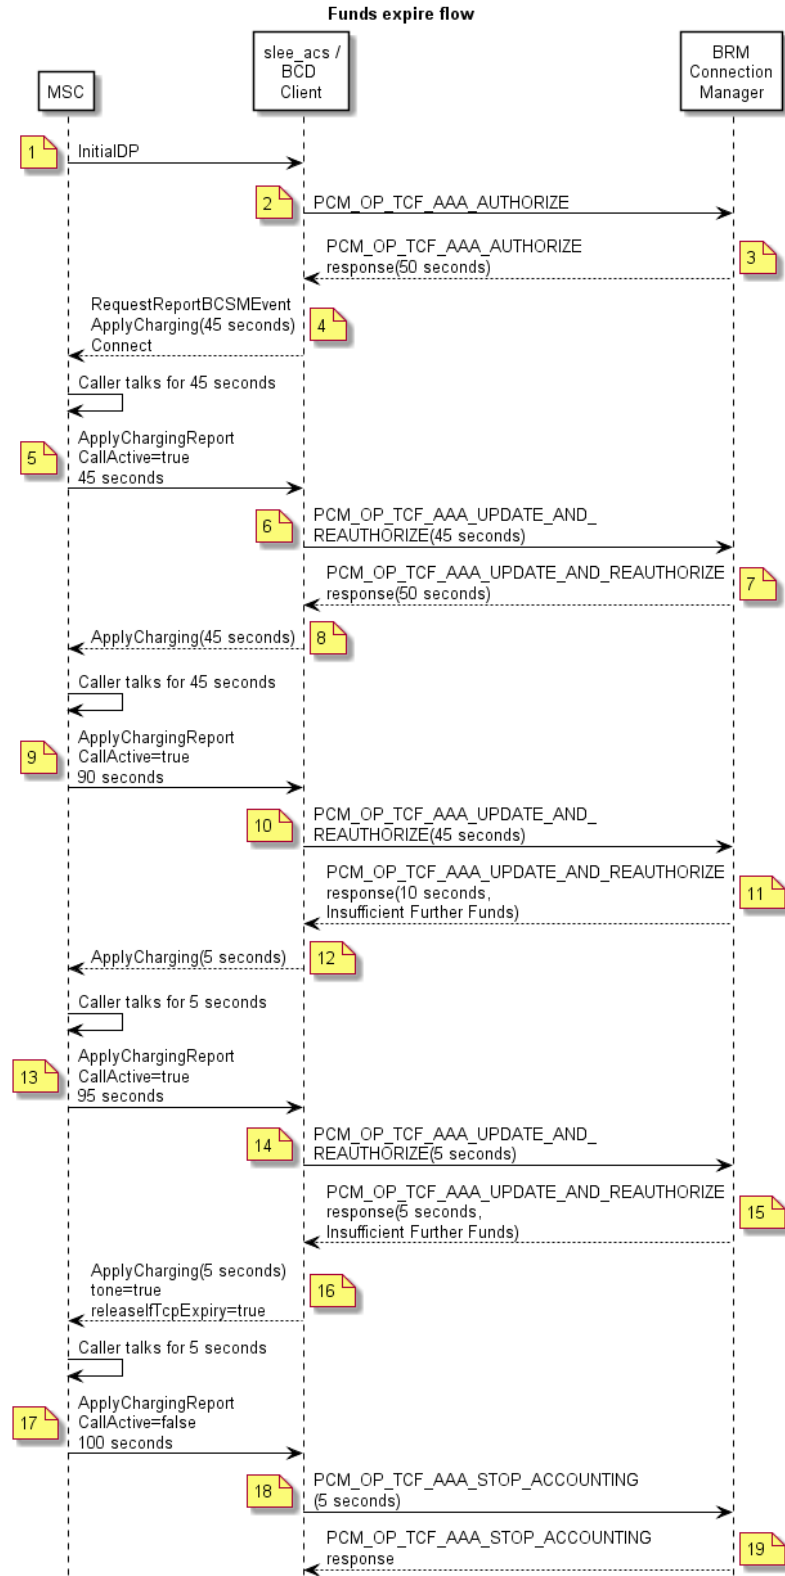 Funds expire flow
MSC
slee_acs /
BCD
Client
BRM
Connection
Manager
1
InitialDP
2
PCM_OP_TCF_AAA_AUTHORIZE
PCM_OP_TCF_AAA_AUTHORIZE
response(50 seconds)
3
RequestReportBCSMEvent
ApplyCharging(45 seconds)
Connect
4
Caller talks for 45 seconds
5
ApplyChargingReport
CallActive=true
45 seconds
6
PCM_OP_TCF_AAA_UPDATE_AND_
REAUTHORIZE(45 seconds)
PCM_OP_TCF_AAA_UPDATE_AND_REAUTHORIZE
response(50 seconds)
7
ApplyCharging(45 seconds)
8
Caller talks for 45 seconds
9
ApplyChargingReport
CallActive=true
90 seconds
10
PCM_OP_TCF_AAA_UPDATE_AND_
REAUTHORIZE(45 seconds)
PCM_OP_TCF_AAA_UPDATE_AND_REAUTHORIZE
response(10 seconds,
Insufficient Further Funds)
11
ApplyCharging(5 seconds)
12
Caller talks for 5 seconds
13
ApplyChargingReport
CallActive=true
95 seconds
14
PCM_OP_TCF_AAA_UPDATE_AND_
REAUTHORIZE(5 seconds)
PCM_OP_TCF_AAA_UPDATE_AND_REAUTHORIZE
response(5 seconds,
Insufficient Further Funds)
15
ApplyCharging(5 seconds)
tone=true
releaseIfTcpExpiry=true
16
Caller talks for 5 seconds
17
ApplyChargingReport
CallActive=false
100 seconds
18
PCM_OP_TCF_AAA_STOP_ACCOUNTING
(5 seconds)
PCM_OP_TCF_AAA_STOP_ACCOUNTING
response
19